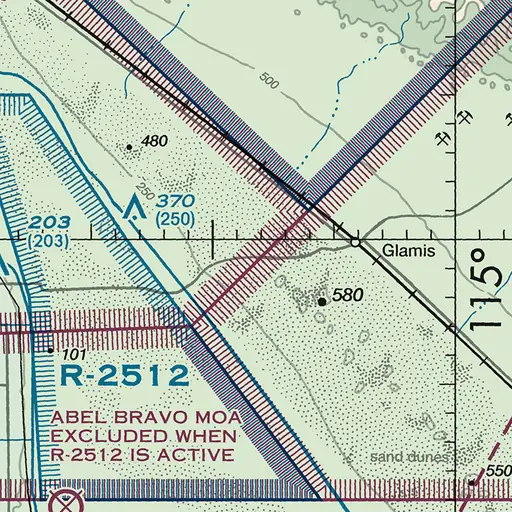 500
480
250
370
(250)
203
(203)
Glamis
115°
580
101
R-2512
ABEL BRAVO MOA
EXCLUDED WHEN
R-2512 IS ACTIVE
sand dunes
550